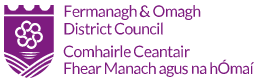 Fermanagh & Omagh
District Council
Comhairle Ceantair
Fhear Manach agus na hÓmaí